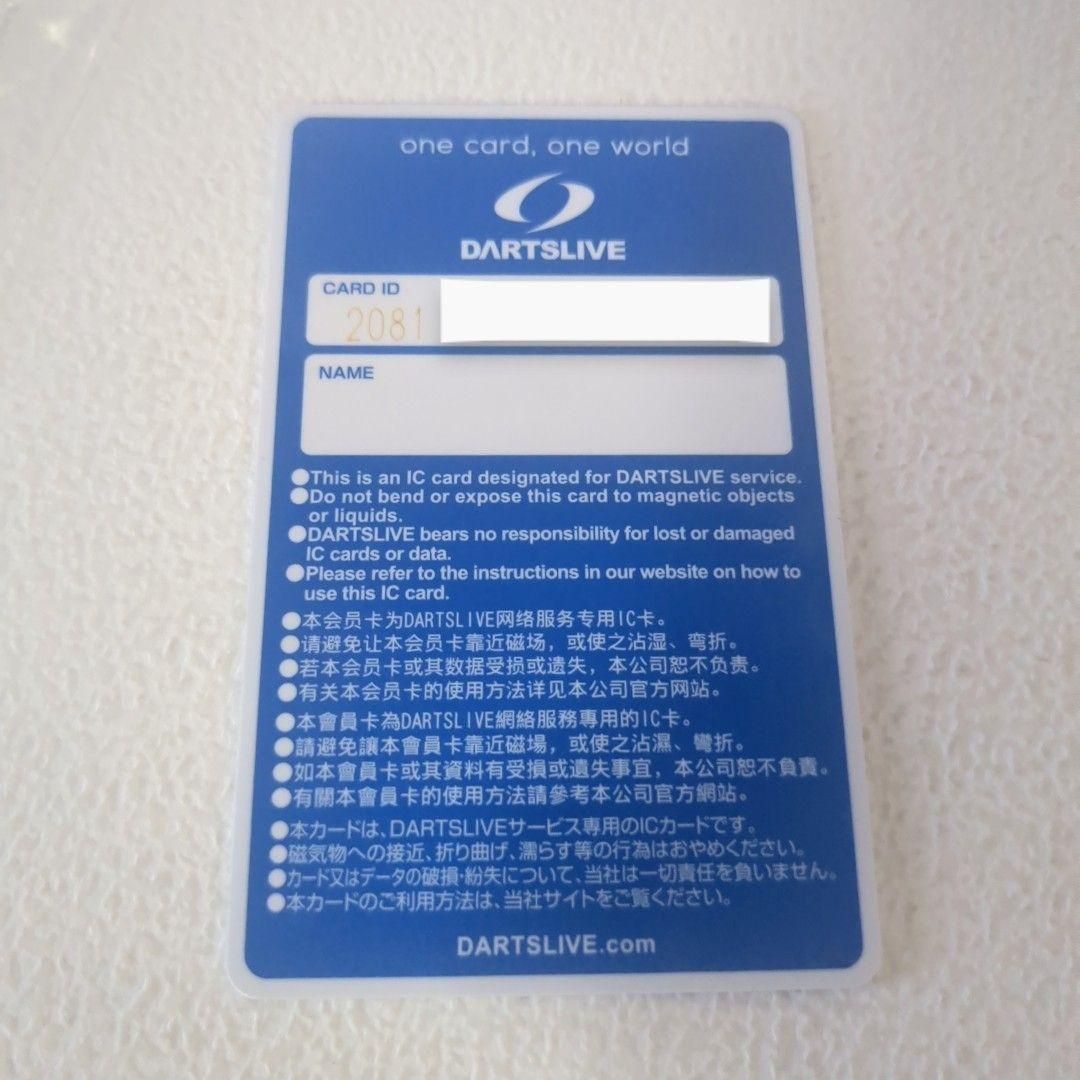 one card, one world
DARTSLIVE
CARD ID
2081
NAME
●This is an IC card designated for DARTSLIVE service.
●Do not bend or expose this card to magnetic objects
or liquids.
●DARTSLIVE bears no responsibility for lost or damaged
IC cards or data.
●Please refer to the instructions in our website on how to
use this IC card.
●本会员卡为DARTSLIVE网络服务专用IC卡。
●请避免让本会员卡靠近磁场，或使之沾湿、弯折。
●若本会员卡或其数据受损或遗失，本公司恕不负责。
●有关本会员卡的使用方法详见本公司官方网站。
●本會員卡為DARTSLIVE網絡服務專用的IC卡。
●請避免讓本會員卡靠近磁場，或使之沾濕、彎折。
●如本會員卡或其資料有受損或遺失事宜，本公司恕不負責。
●有關本會員卡的使用方法請參考本公司官方網站。
●本カードは、DARTSLIVEサービス専用のICカードです。
●磁気物への接近、折り曲げ、濡らす等の行為はおやめください。
●カード又はデータの破損・紛失について、当社は一切責任を負いません。
●本カードのご利用方法は、当社サイトをご覧ください。
DARTSLIVE.com